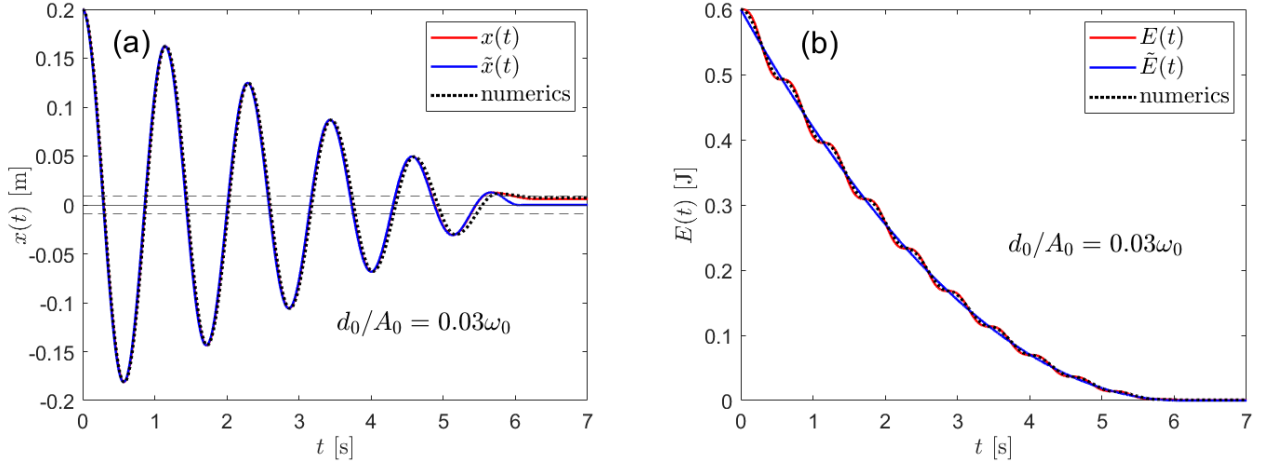 (a)
x(t)
x̃(t)
numerics
d₀/A₀ = 0.03ω₀
x(t) [m]
0.2
0.15
0.1
0.05
0
-0.05
-0.1
-0.15
-0.2
0 1 2 3 4 5 6 7
t [s]
(b)
E(t)
Ẽ(t)
numerics
d₀/A₀ = 0.03ω₀
E(t) [J]
0.6
0.5
0.4
0.3
0.2
0.1
0
0 1 2 3 4 5 6 7
t [s]